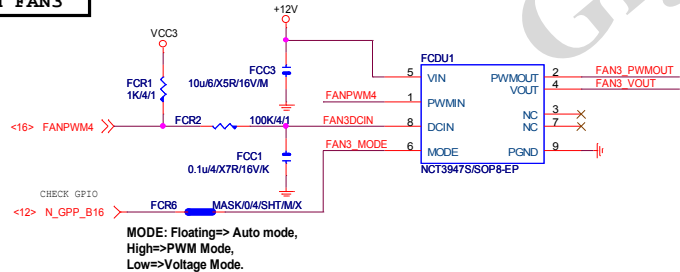 FAN3
+12V
VCC3
FCR1
1K/4/1
FCC3
10u/6/X5R/16V/M
FCDU1
5 VIN PWMOUT 2 FAN3_PWMOUT
VOUT 4 FAN3_VOUT
FANPWM4 1 PWMIN
NC 3
<16> FANPWM4 FCR2 100K/4/1 FAN3DCIN 8 DCIN NC 7
FCC1
0.1u/4/X7R/16V/K
FAN3_MODE 6 MODE PGND 9
NCT3947S/SOP8-EP
CHECK GPIO
<12> N_GPP_B16 FCR6 MASK/0/4/SHT/M/X
MODE: Floating=> Auto mode,
High=>PWM Mode,
Low=>Voltage Mode.